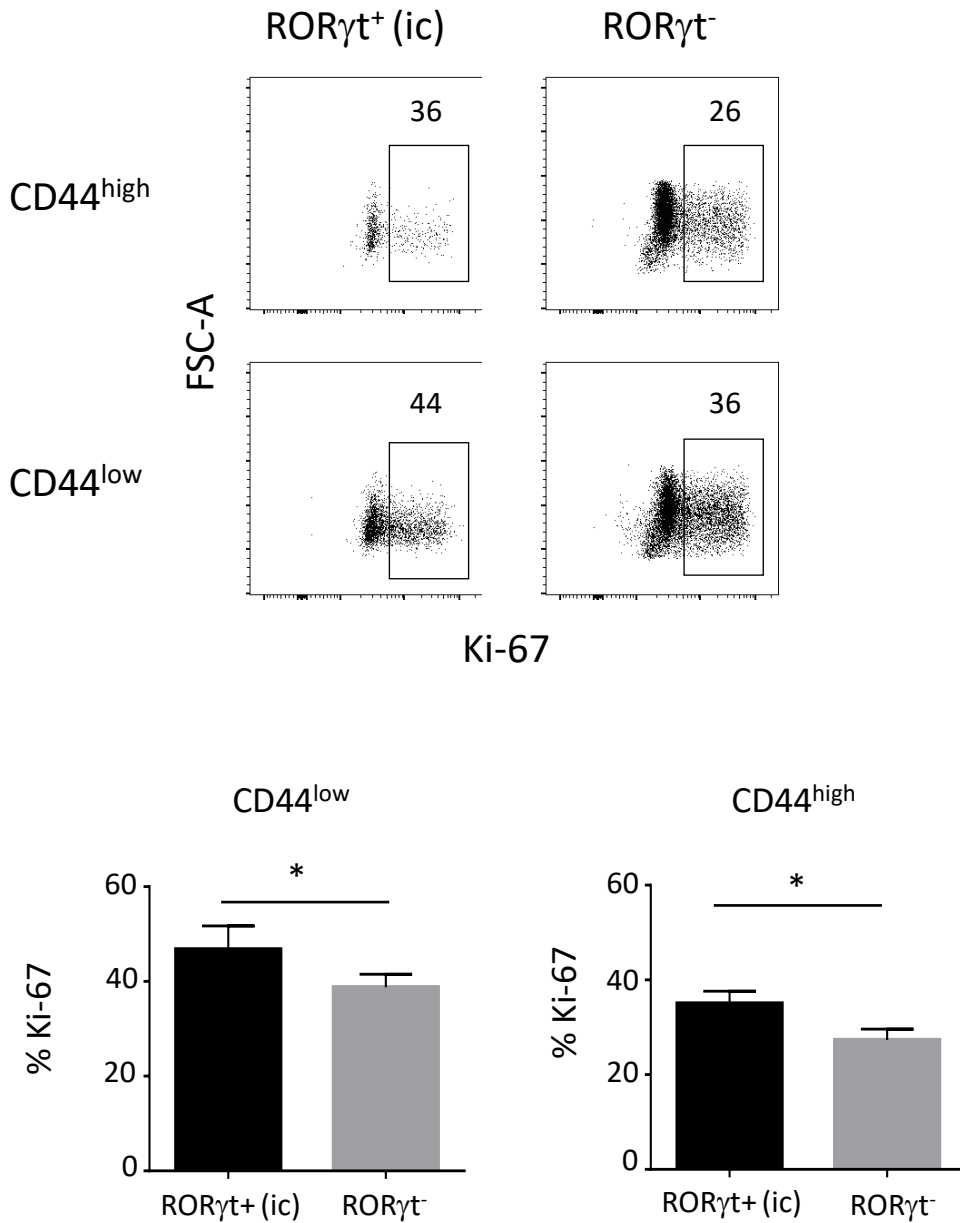 RORγt⁺ (ic) RORγt⁻
36 26
CD44ʰⁱᵍʰ
FSC-A
44 36
CD44ˡᵒʷ
Ki-67
CD44ˡᵒʷ CD44ʰⁱᵍʰ
* *
% Ki-67
60
40
20
0
RORγt+ (ic) RORγt⁻
% Ki-67
60
40
20
0
RORγt+ (ic) RORγt⁻